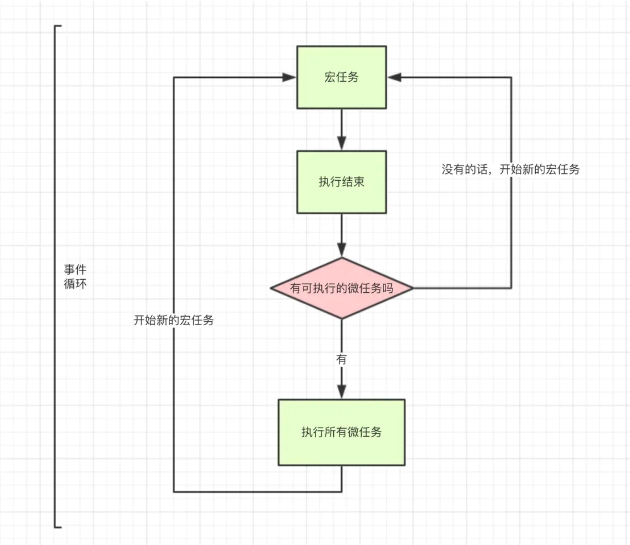 宏任务
执行结束
没有的话，开始新的宏任务
事件
循环
有可执行的微任务吗
开始新的宏任务
有
执行所有微任务